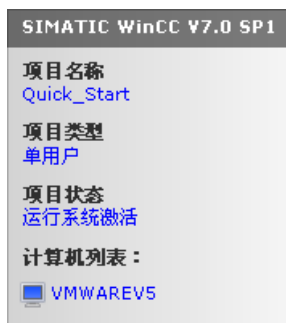 SIMATIC WinCC V7.0 SP1
项目名称
Quick_Start
项目类型
单用户
项目状态
运行系统激活
计算机列表：
VMWAREV5